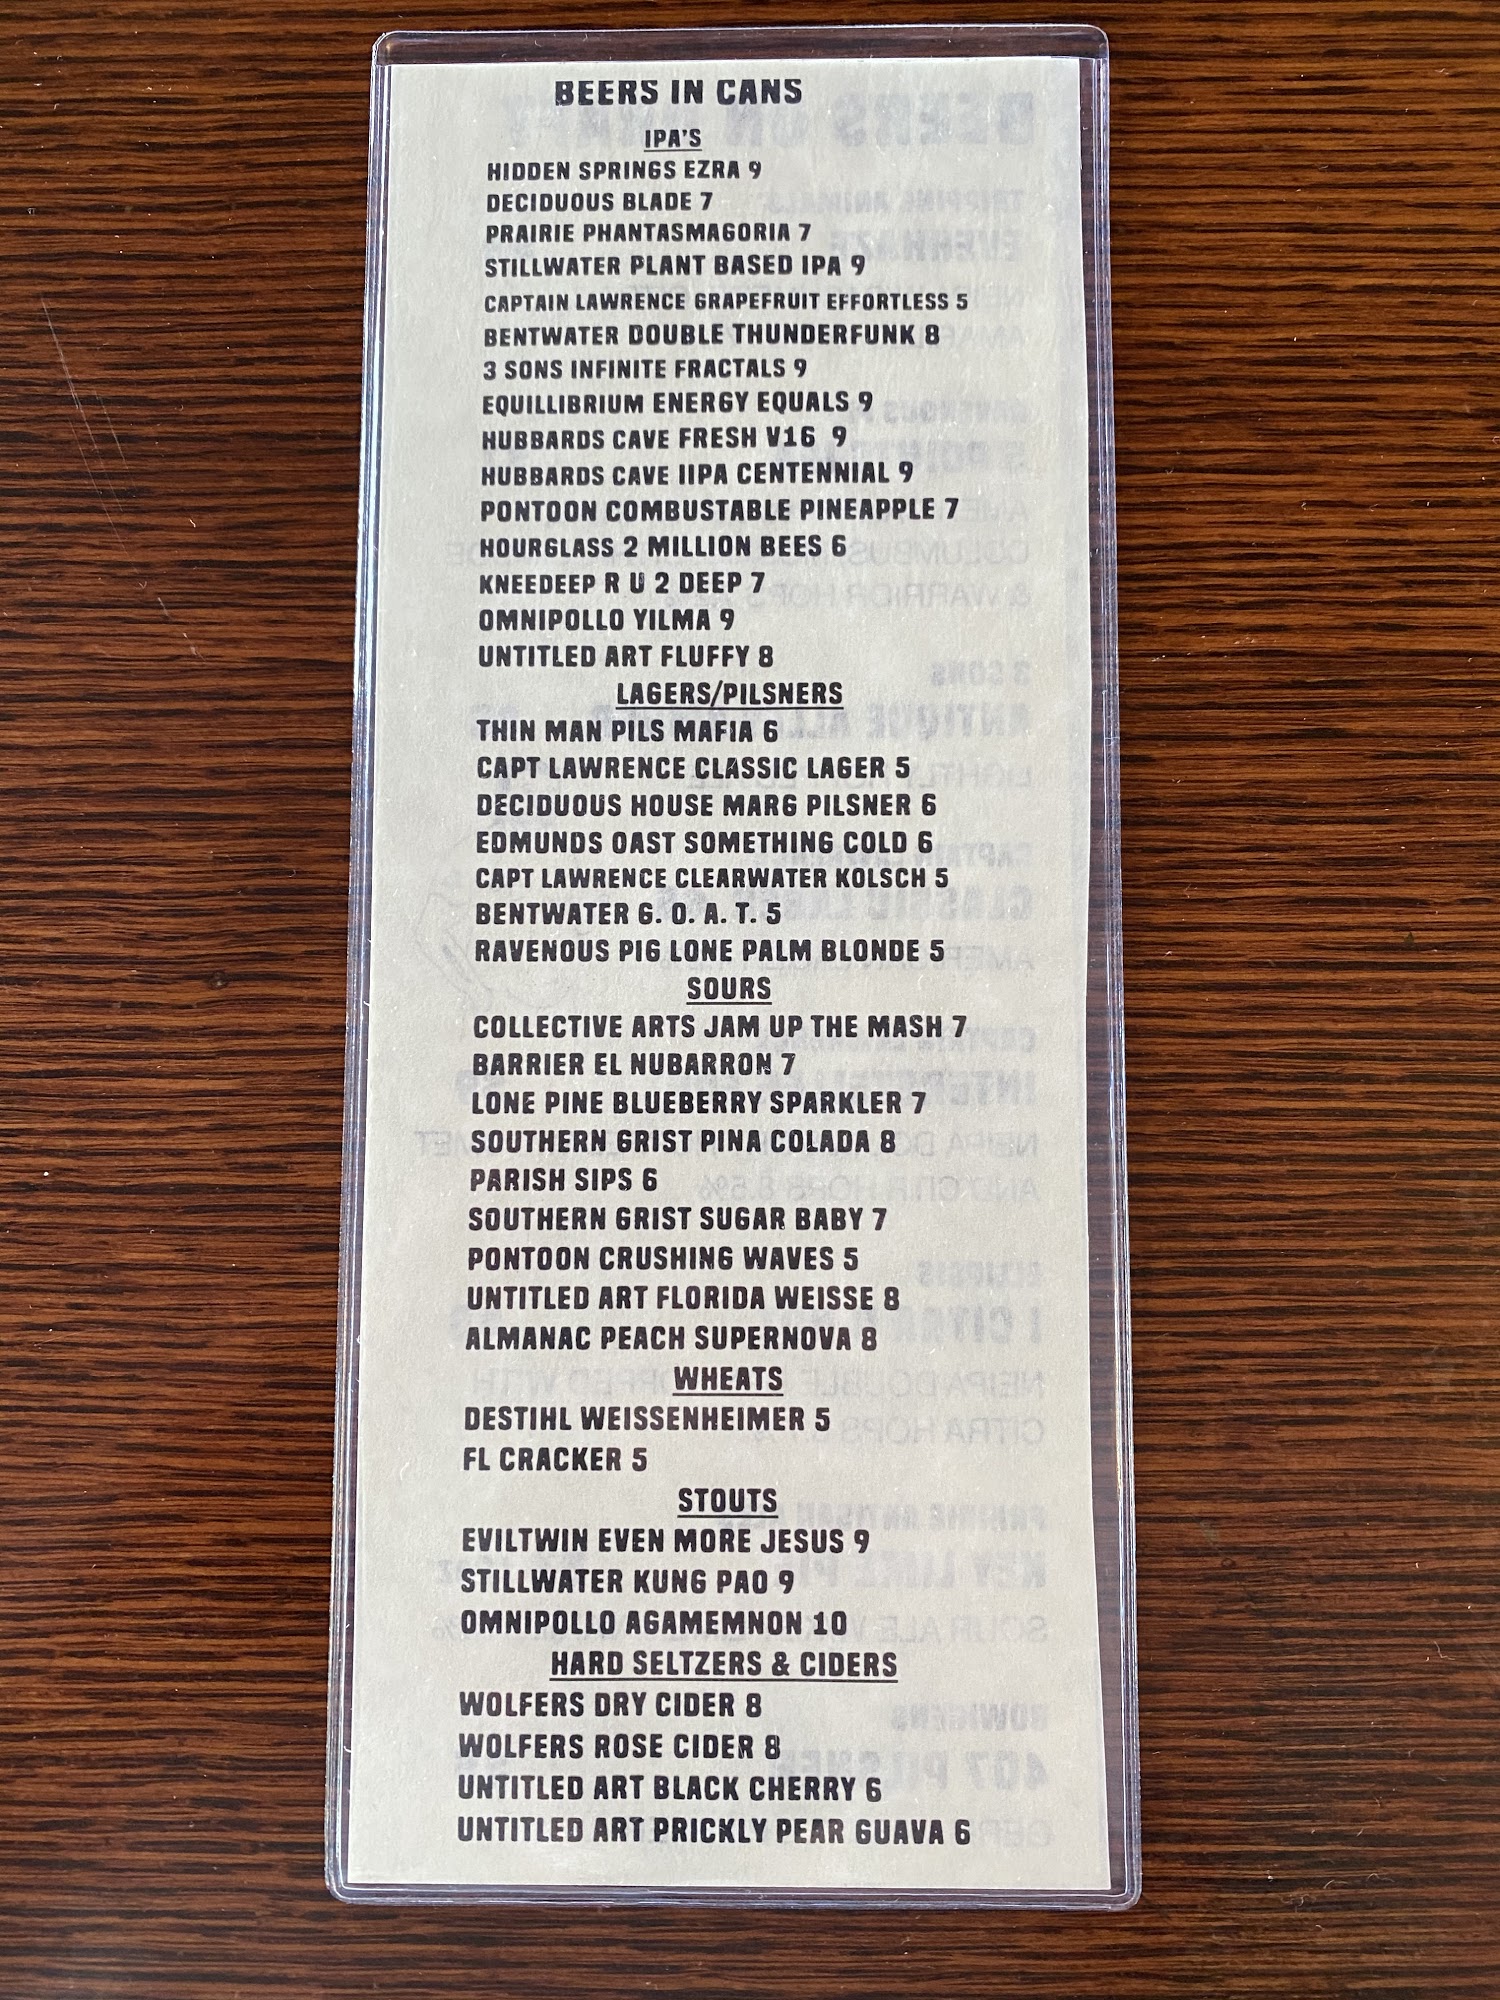 BEERS IN CANS
IPA'S
HIDDEN SPRINGS EZRA 9
DECIDUOUS BLADE 7
PRAIRIE PHANTASMAGORIA 7
STILLWATER PLANT BASED IPA 9
CAPTAIN LAWRENCE GRAPEFRUIT EFFORTLESS 5
BENTWATER DOUBLE THUNDERFUNK 8
3 SONS INFINITE FRACTALS 9
EQUILLIBRIUM ENERGY EQUALS 9
HUBBARDS CAVE FRESH V16 9
HUBBARDS CAVE IIPA CENTENNIAL 9
PONTOON COMBUSTABLE PINEAPPLE 7
HOURGLASS 2 MILLION BEES 6
KNEEDEEP R U 2 DEEP 7
OMNIPOLLO YILMA 9
UNTITLED ART FLUFFY 8
LAGERS/PILSNERS
THIN MAN PILS MAFIA 6
CAPT LAWRENCE CLASSIC LAGER 5
DECIDUOUS HOUSE MARG PILSNER 6
EDMUNDS OAST SOMETHING COLD 6
CAPT LAWRENCE CLEARWATER KOLSCH 5
BENTWATER G. O. A. T. 5
RAVENOUS PIG LONE PALM BLONDE 5
SOURS
COLLECTIVE ARTS JAM UP THE MASH 7
BARRIER EL NUBARRON 7
LONE PINE BLUEBERRY SPARKLER 7
SOUTHERN GRIST PINA COLADA 8
PARISH SIPS 6
SOUTHERN GRIST SUGAR BABY 7
PONTOON CRUSHING WAVES 5
UNTITLED ART FLORIDA WEISSE 8
ALMANAC PEACH SUPERNOVA 8
WHEATS
DESTIHL WEISSENHEIMER 5
FL CRACKER 5
STOUTS
EVILTWIN EVEN MORE JESUS 9
STILLWATER KUNG PAO 9
OMNIPOLLO AGAMEMNON 10
HARD SELTZERS & CIDERS
WOLFERS DRY CIDER 8
WOLFERS ROSE CIDER 8
UNTITLED ART BLACK CHERRY 6
UNTITLED ART PRICKLY PEAR GUAVA 6